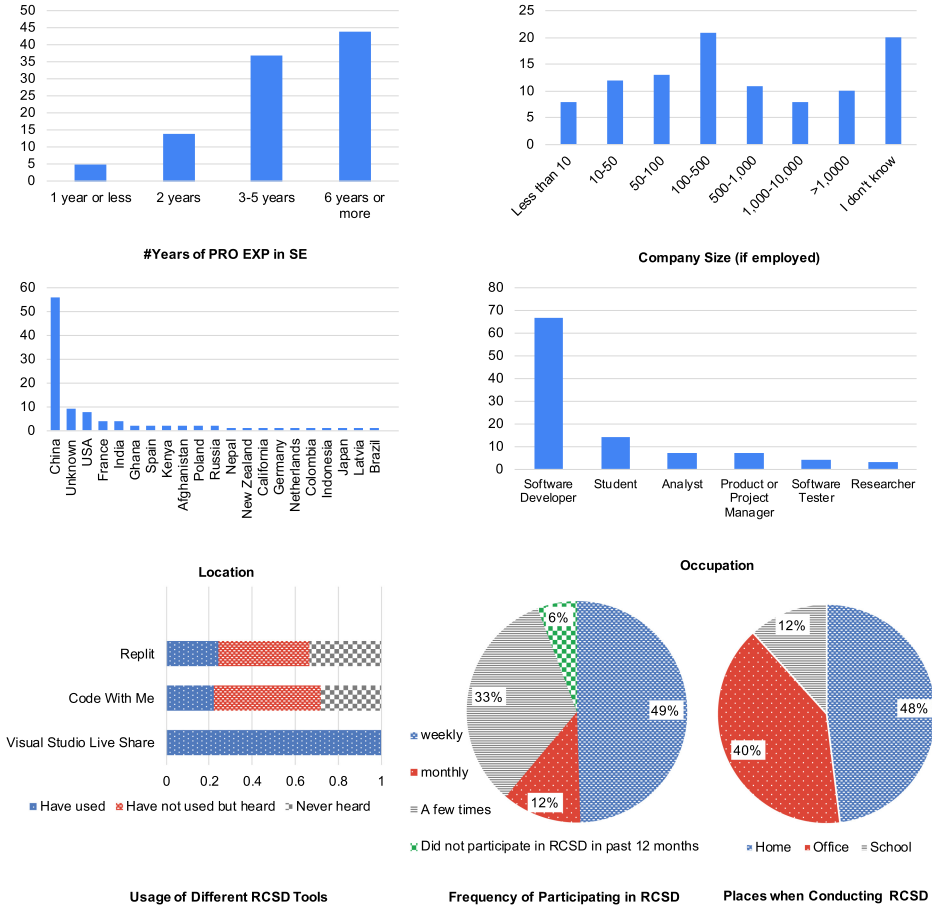 50
45
40
35
30
25
20
15
10
5
0
1 year or less
2 years
3-5 years
6 years or
more
#Years of PRO EXP in SE
25
20
15
10
5
0
Less than 10
10-50
50-100
100-500
500-1,000
1,000-10,000
>1,0000
I don't know
Company Size (if employed)
60
50
40
30
20
10
0
China
Unknown
USA
France
India
Ghana
Spain
Kenya
Afghanistan
Poland
Russia
Nepal
New Zealand
California
Germany
Netherlands
Colombia
Indonesia
Japan
Latvia
Brazil
Location
80
70
60
50
40
30
20
10
0
Software
Developer
Student
Analyst
Product or
Project
Manager
Software
Tester
Researcher
Occupation
Replit
Code With Me
Visual Studio Live Share
0 0.2 0.4 0.6 0.8 1
Have used Have not used but heard Never heard
Usage of Different RCSD Tools
6%
33%
49%
12%
weekly
monthly
A few times
Did not participate in RCSD in past 12 months
Frequency of Participating in RCSD
12%
48%
40%
Home Office School
Places when Conducting RCSD